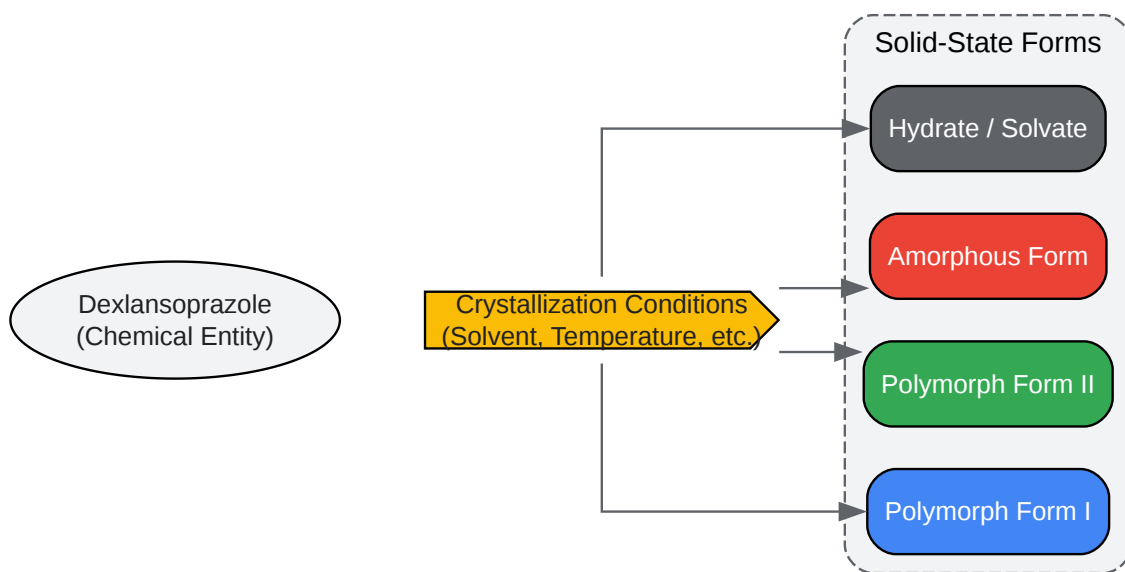 Dexlansoprazole
(Chemical Entity)
Crystallization Conditions
(Solvent, Temperature, etc.)
Solid-State Forms
Hydrate / Solvate
Amorphous Form
Polymorph Form II
Polymorph Form I